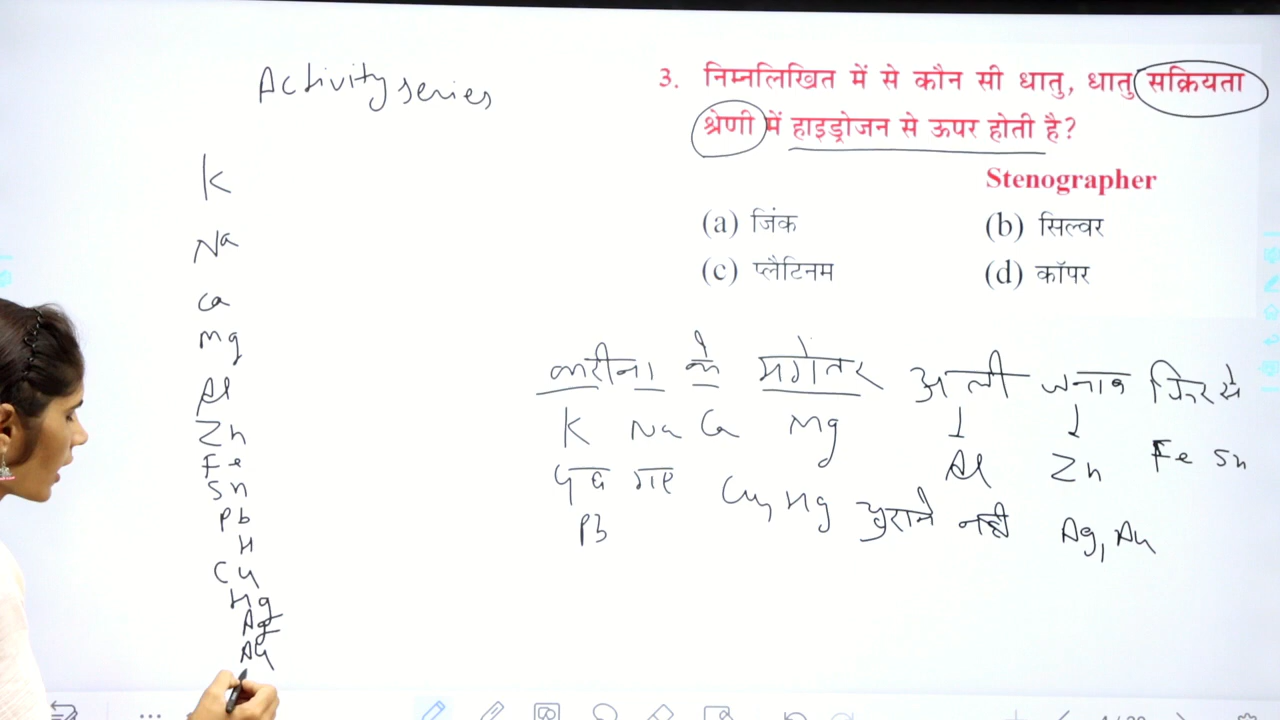 Activity series
K
Na
Ca
Mg
Al
Zn
Fe
Sn
Pb
H
Cu
Hg
Ag
Au
3. निम्नलिखित में से कौन सी धातु, धातु सक्रियता
श्रेणी में हाइड्रोजन से ऊपर होती है?
Stenographer
(a) जिंक (b) सिल्वर
(c) प्लैटिनम (d) कॉपर
करीना के मंगेतर अली जनाब फिर से
K Na Ca Mg Al Zn Fe Sn
गए Cu, Hg पुराने नही Ag, Au
Pb